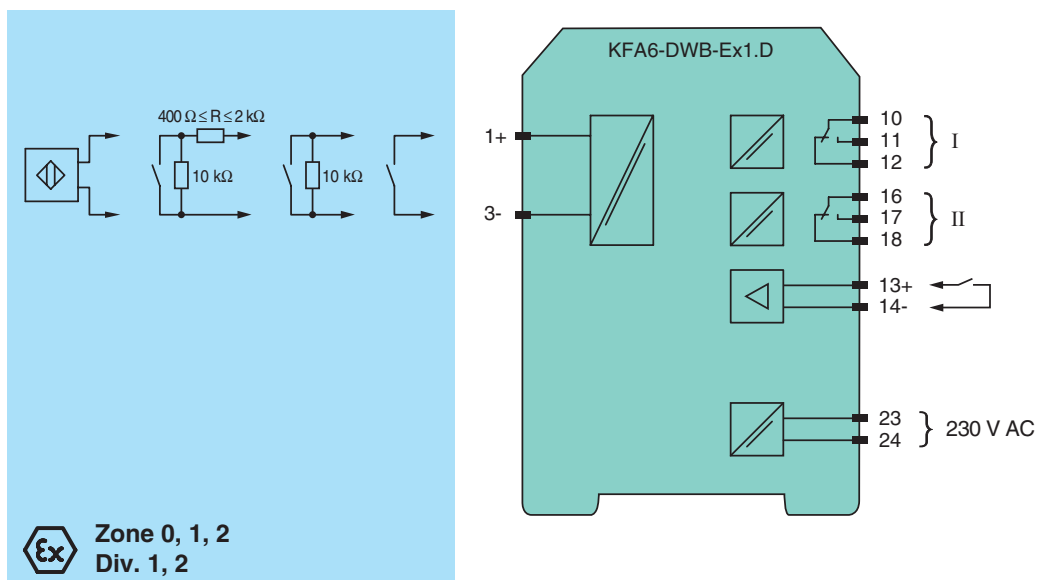 KFA6-DWB-Ex1.D
400 Ω ≤ R ≤ 2 kΩ
10 kΩ
10 kΩ
1+
3-
10
11
12
I
16
17
18
II
13+
14-
23
24
230 V AC
Ex
Zone 0, 1, 2
Div. 1, 2